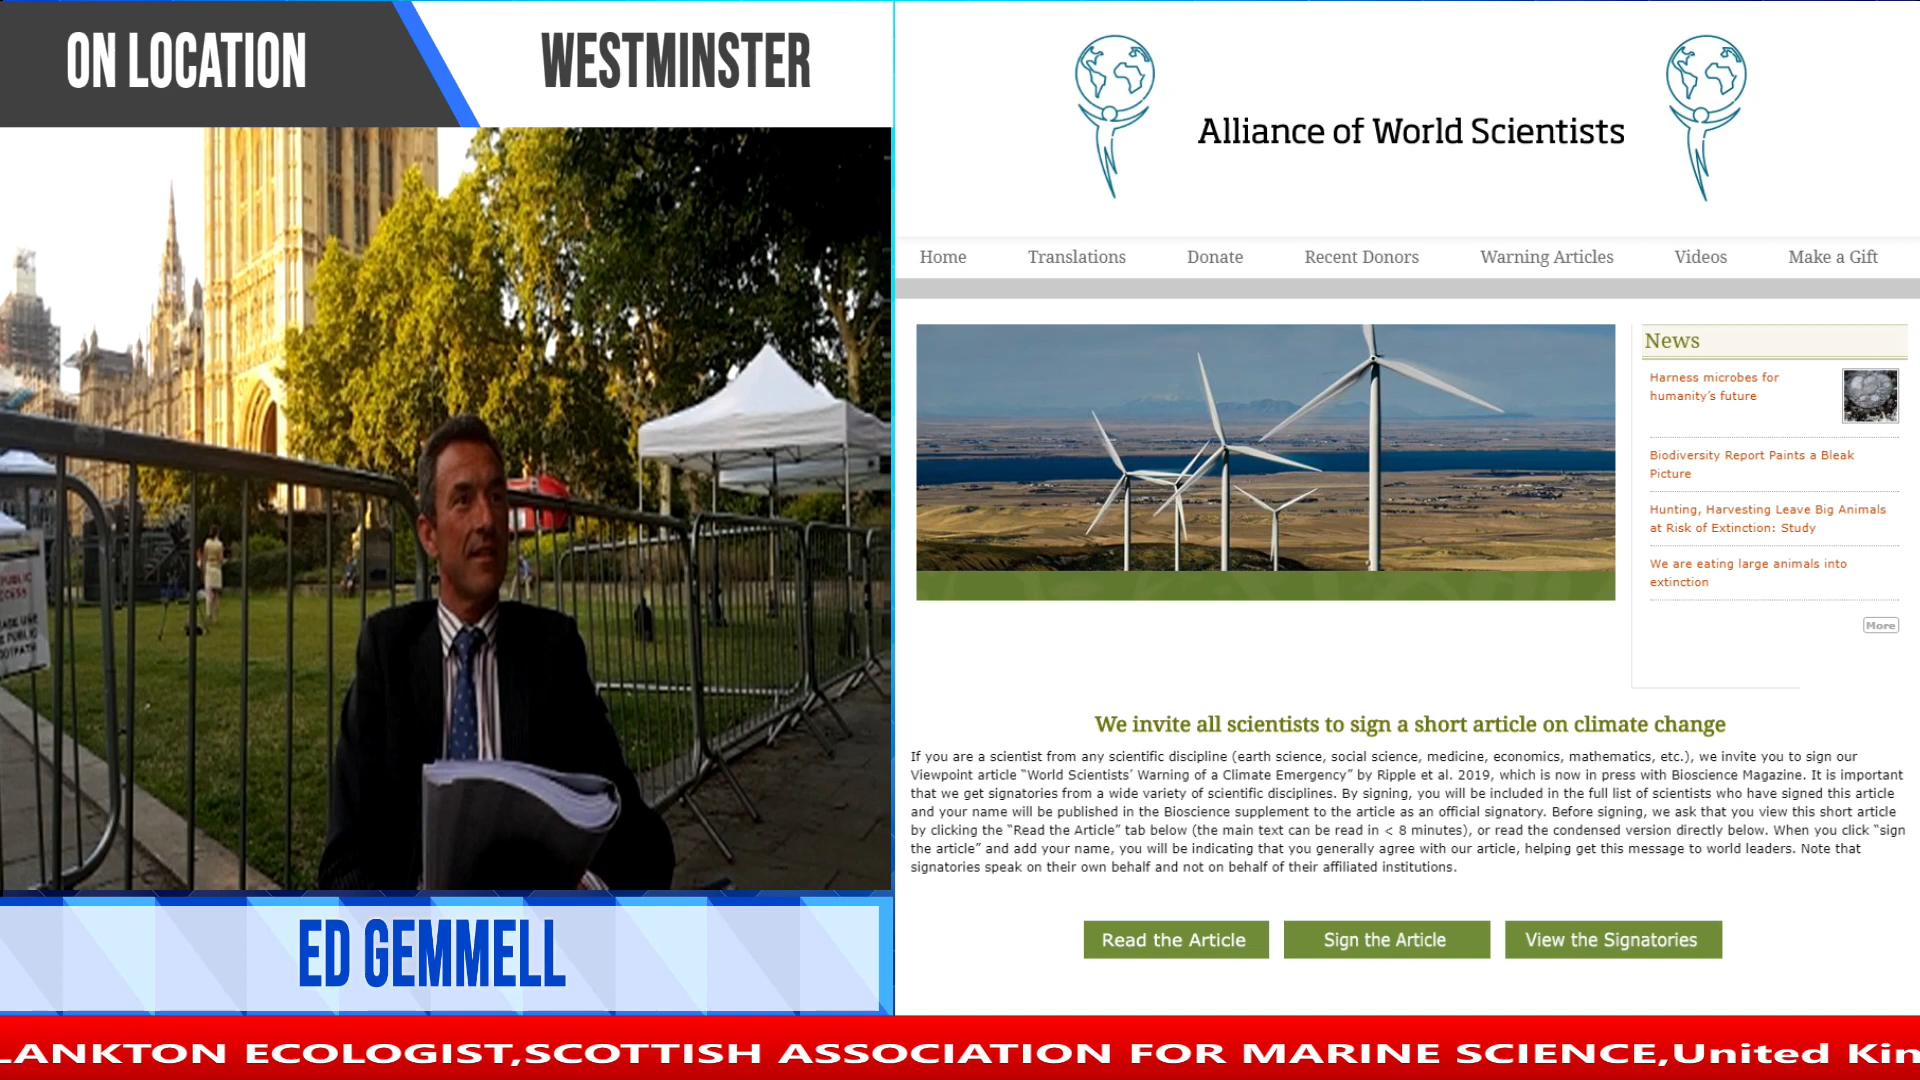 ON LOCATION
WESTMINSTER
PUBLIC
PUBLIC
ED GEMMELL
Alliance of World Scientists
Home
Translations
Donate
Recent Donors
Warning Articles
Videos
Make a Gift
News
Harness microbes for
humanity’s future
Biodiversity Report Paints a Bleak
Picture
Hunting, Harvesting Leave Big Animals
at Risk of Extinction: Study
We are eating large animals into
extinction
More
We invite all scientists to sign a short article on climate change
If you are a scientist from any scientific discipline (earth science, social science, medicine, economics, mathematics, etc.), we invite you to sign our
Viewpoint article “World Scientists’ Warning of a Climate Emergency” by Ripple et al. 2019, which is now in press with Bioscience Magazine. It is important
that we get signatories from a wide variety of scientific disciplines. By signing, you will be included in the full list of scientists who have signed this article
and your name will be published in the Bioscience supplement to the article as an official signatory. Before signing, we ask that you view this short article
by clicking the “Read the Article” tab below (the main text can be read in < 8 minutes), or read the condensed version directly below. When you click “sign
the article” and add your name, you will be indicating that you generally agree with our article, helping get this message to world leaders. Note that
signatories speak on their own behalf and not on behalf of their affiliated institutions.
Read the Article
Sign the Article
View the Signatories
LANKTON ECOLOGIST,SCOTTISH ASSOCIATION FOR MARINE SCIENCE,United Kin